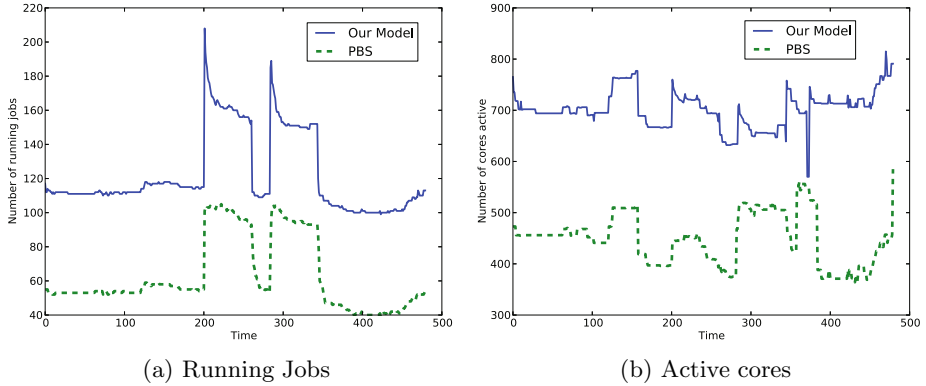 220
200
180
160
140
120
100
80
60
40
Number of running jobs
0
100
200
300
400
500
Time
Our Model
PBS
(a) Running Jobs
900
800
700
600
500
400
300
Number of cores active
0
100
200
300
400
500
Time
Our Model
PBS
(b) Active cores